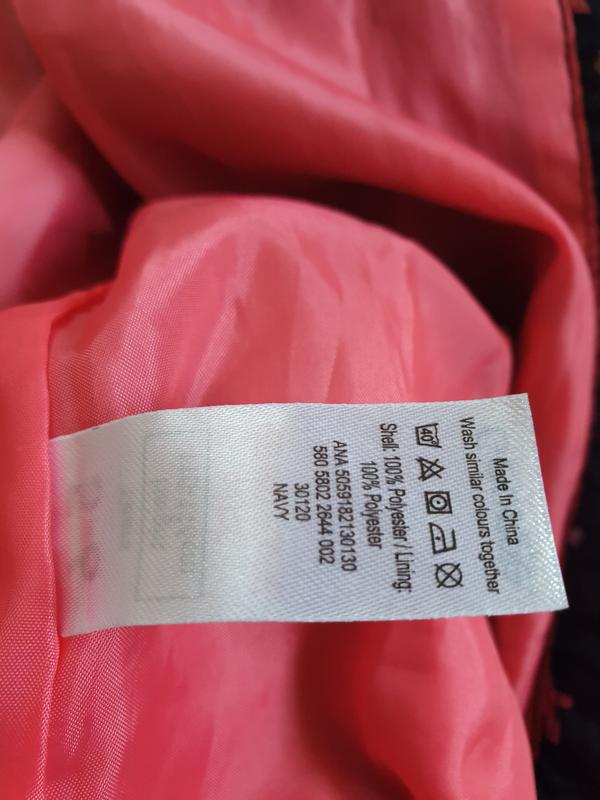 Made In China
Wash similar colours together
40
Shell: 100% Polyester / Lining:
100% Polyester
ANA 5059182130130
580 5802 2644 002
30120
NAVY